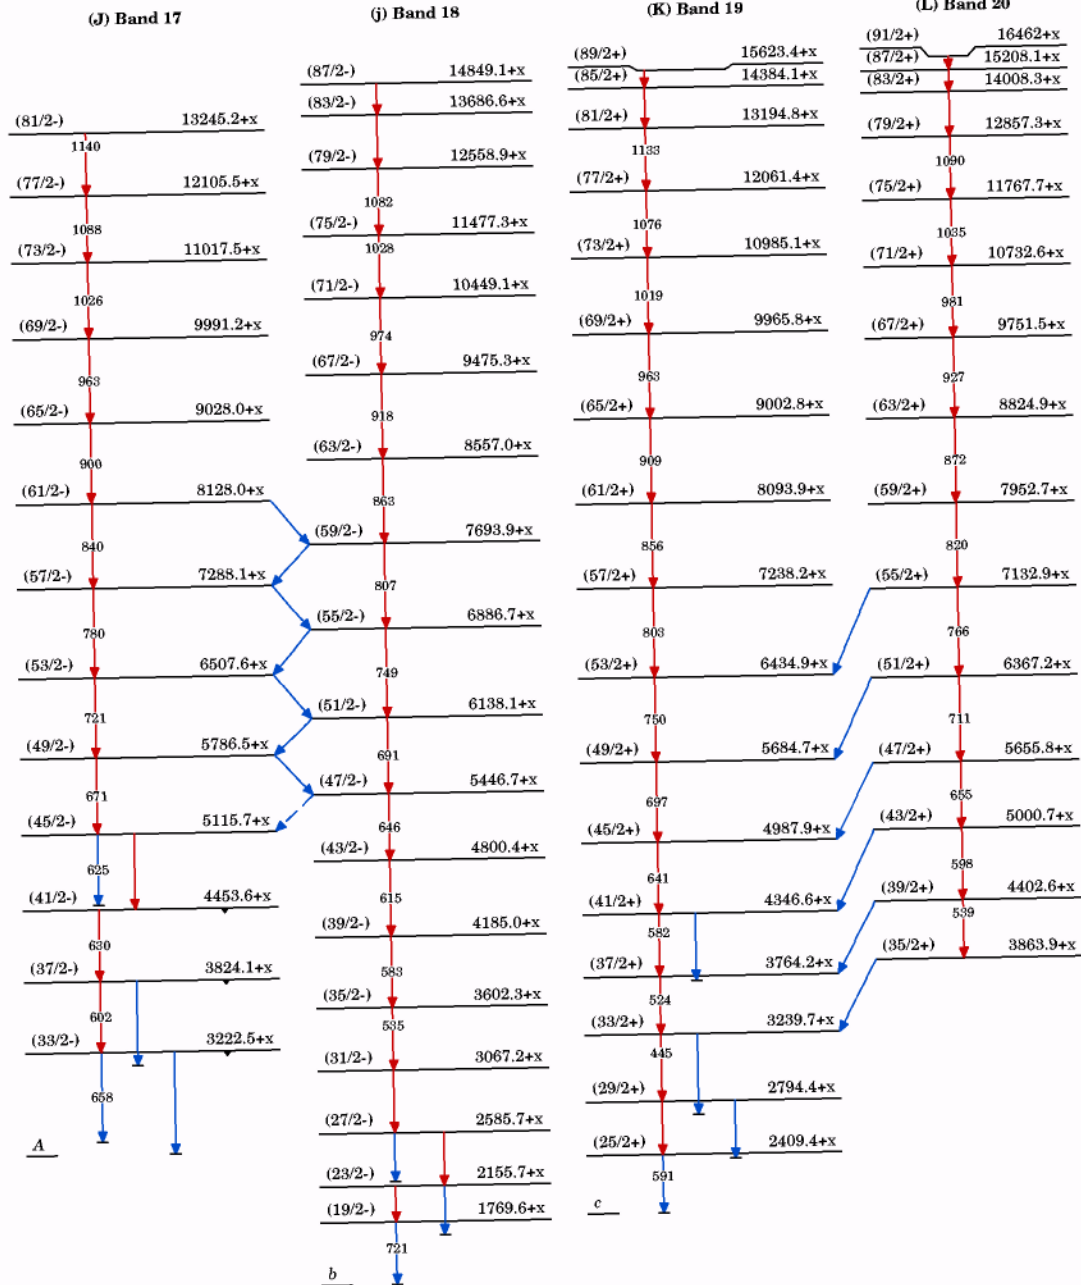 (J) Band 17
(81/2-) 13245.2+x
1140
(77/2-) 12105.5+x
1088
(73/2-) 11017.5+x
1026
(69/2-) 9991.2+x
963
(65/2-) 9028.0+x
900
(61/2-) 8128.0+x
840
(57/2-) 7288.1+x
780
(53/2-) 6507.6+x
721
(49/2-) 5786.5+x
671
(45/2-) 5115.7+x
625
(41/2-) 4453.6+x
630
(37/2-) 3824.1+x
602
(33/2-) 3222.5+x
658
A
(j) Band 18
(87/2-) 14849.1+x
(83/2-) 13686.6+x
(79/2-) 12558.9+x
1082
(75/2-) 11477.3+x
1028
(71/2-) 10449.1+x
974
(67/2-) 9475.3+x
918
(63/2-) 8557.0+x
863
(59/2-) 7693.9+x
807
(55/2-) 6886.7+x
749
(51/2-) 6138.1+x
691
(47/2-) 5446.7+x
646
(43/2-) 4800.4+x
615
(39/2-) 4185.0+x
583
(35/2-) 3602.3+x
535
(31/2-) 3067.2+x
(27/2-) 2585.7+x
(23/2-) 2155.7+x
(19/2-) 1769.6+x
721
b
(K) Band 19
(89/2+) 15623.4+x
(85/2+) 14384.1+x
(81/2+) 13194.8+x
1133
(77/2+) 12061.4+x
1076
(73/2+) 10985.1+x
1019
(69/2+) 9965.8+x
963
(65/2+) 9002.8+x
909
(61/2+) 8093.9+x
856
(57/2+) 7238.2+x
803
(53/2+) 6434.9+x
750
(49/2+) 5684.7+x
697
(45/2+) 4987.9+x
641
(41/2+) 4346.6+x
582
(37/2+) 3764.2+x
524
(33/2+) 3239.7+x
445
(29/2+) 2794.4+x
(25/2+) 2409.4+x
591
c
(L) Band 20
(91/2+) 16462+x
(87/2+) 15208.1+x
(83/2+) 14008.3+x
(79/2+) 12857.3+x
1090
(75/2+) 11767.7+x
1035
(71/2+) 10732.6+x
981
(67/2+) 9751.5+x
927
(63/2+) 8824.9+x
872
(59/2+) 7952.7+x
820
(55/2+) 7132.9+x
766
(51/2+) 6367.2+x
711
(47/2+) 5655.8+x
655
(43/2+) 5000.7+x
598
(39/2+) 4402.6+x
539
(35/2+) 3863.9+x